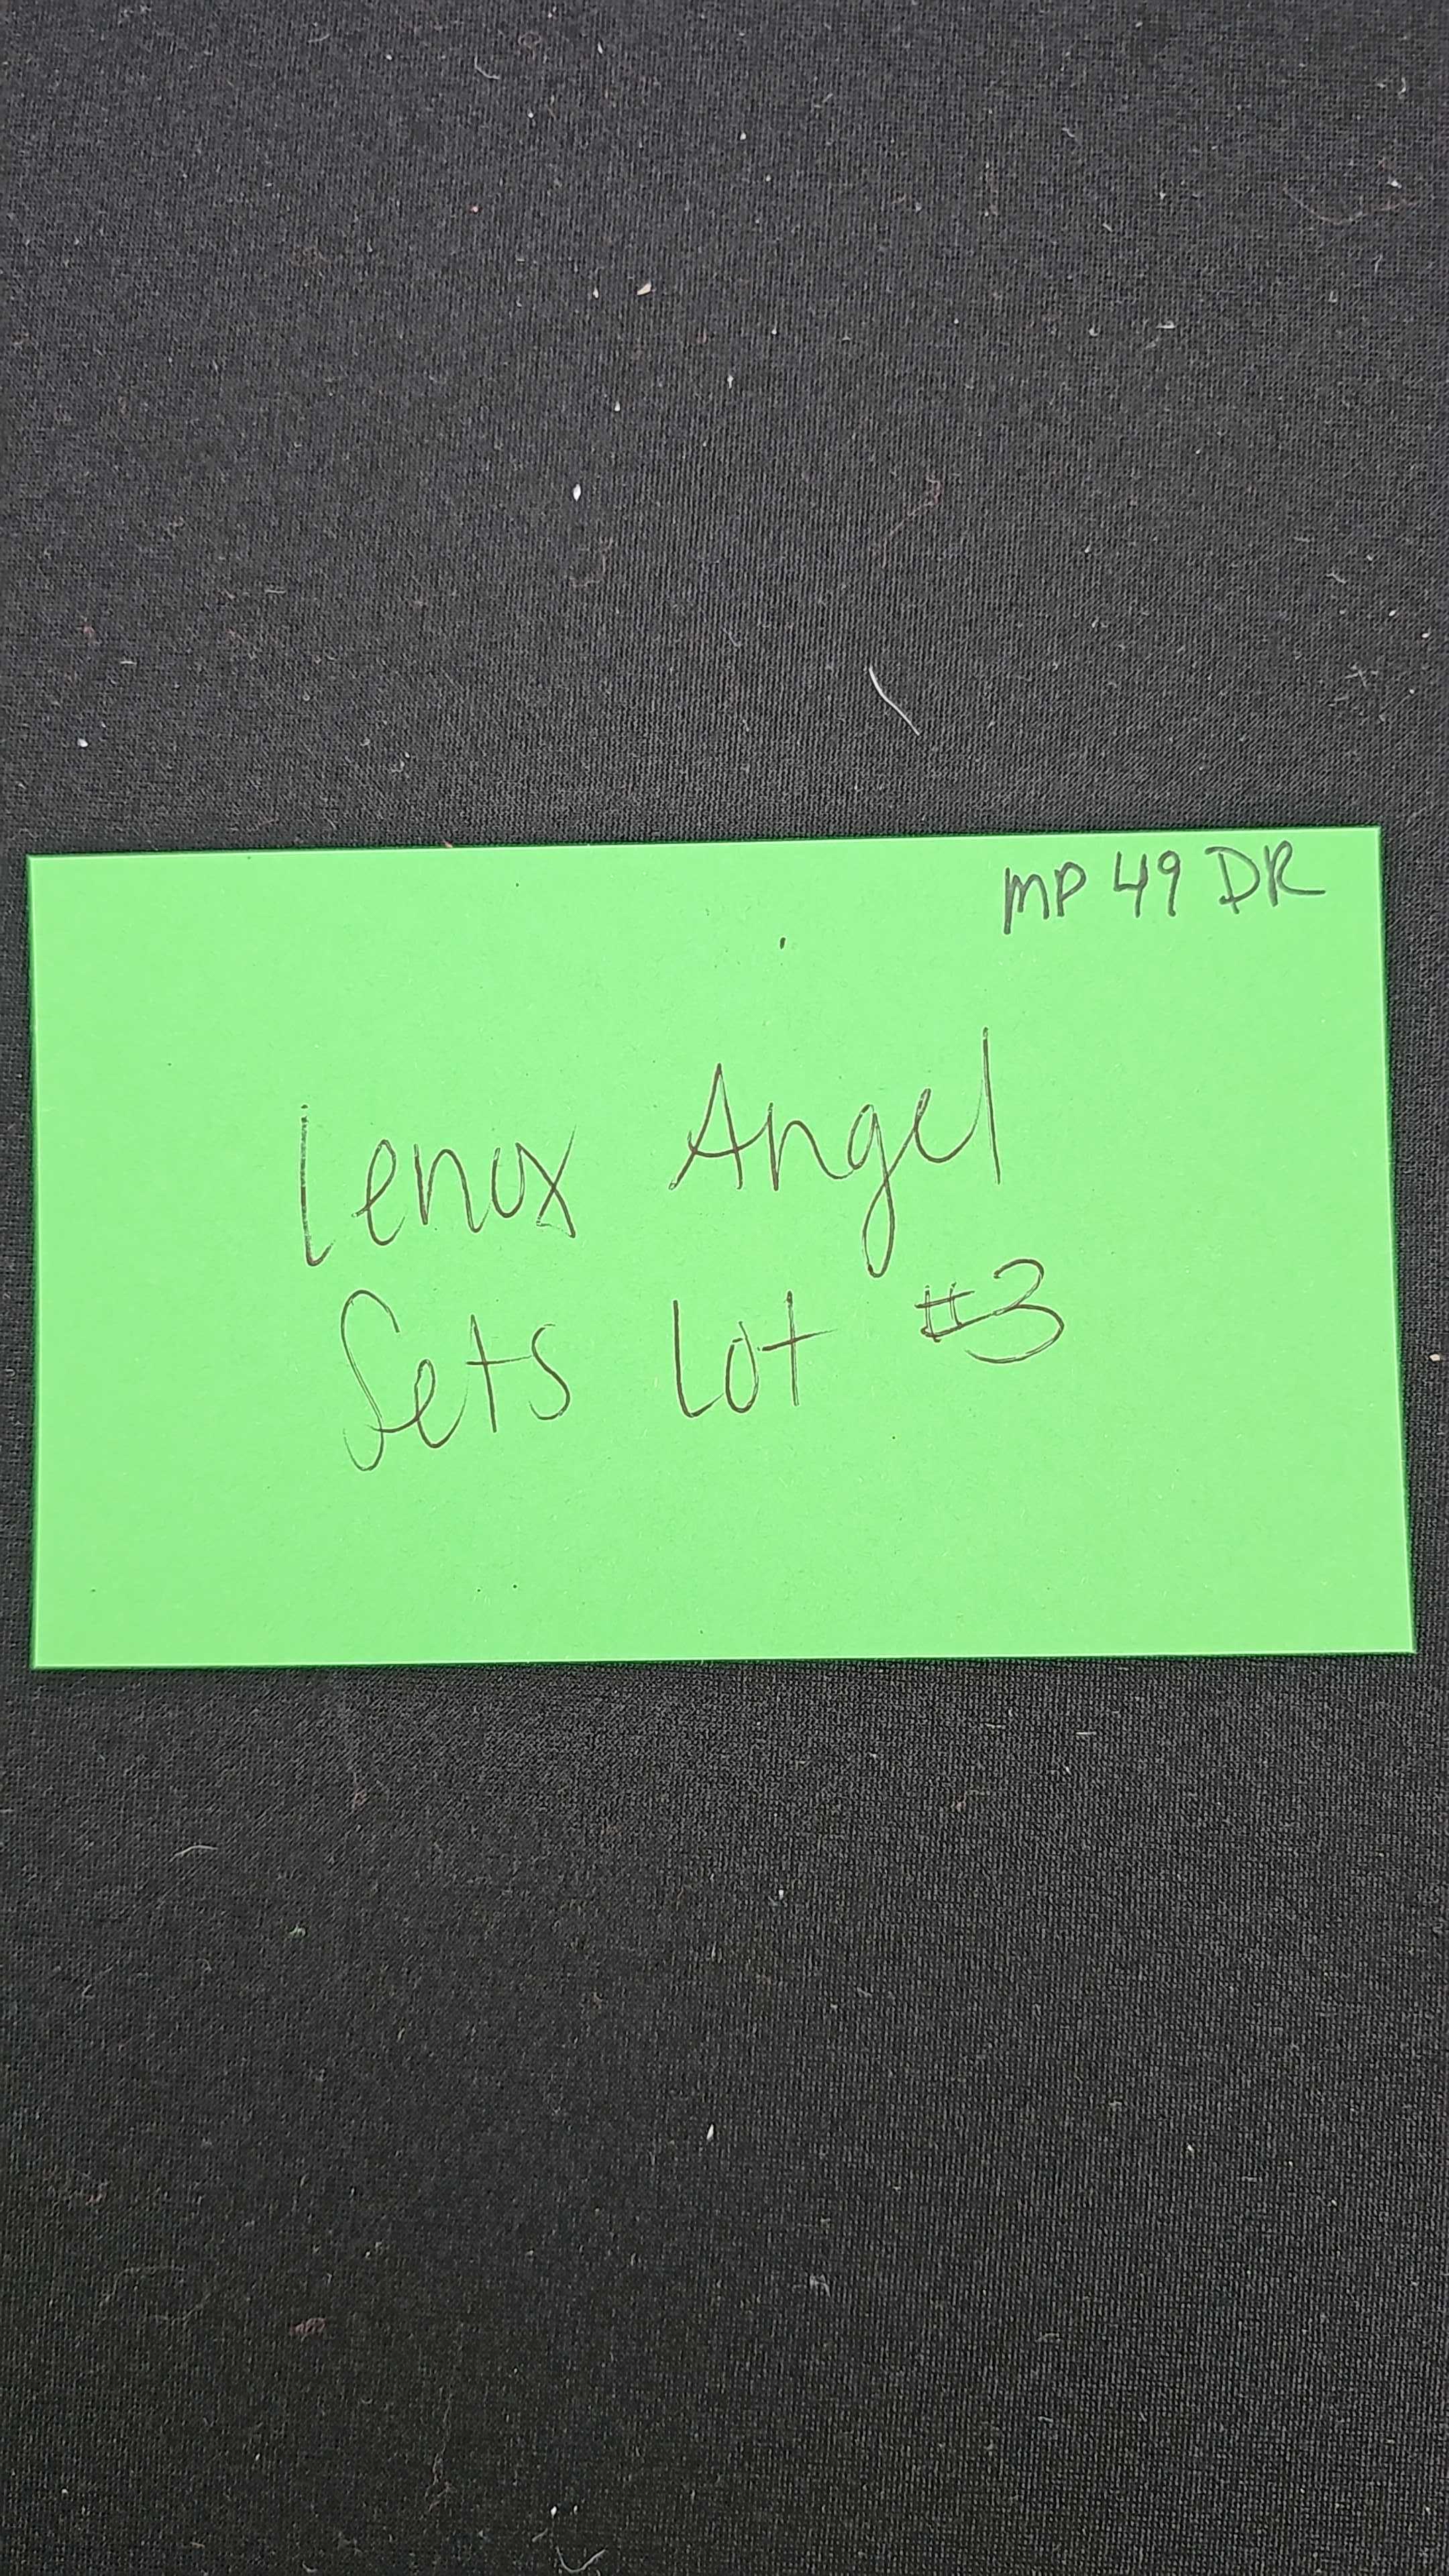 MP 49 DR
Lenox Angel
Sets Lot #3